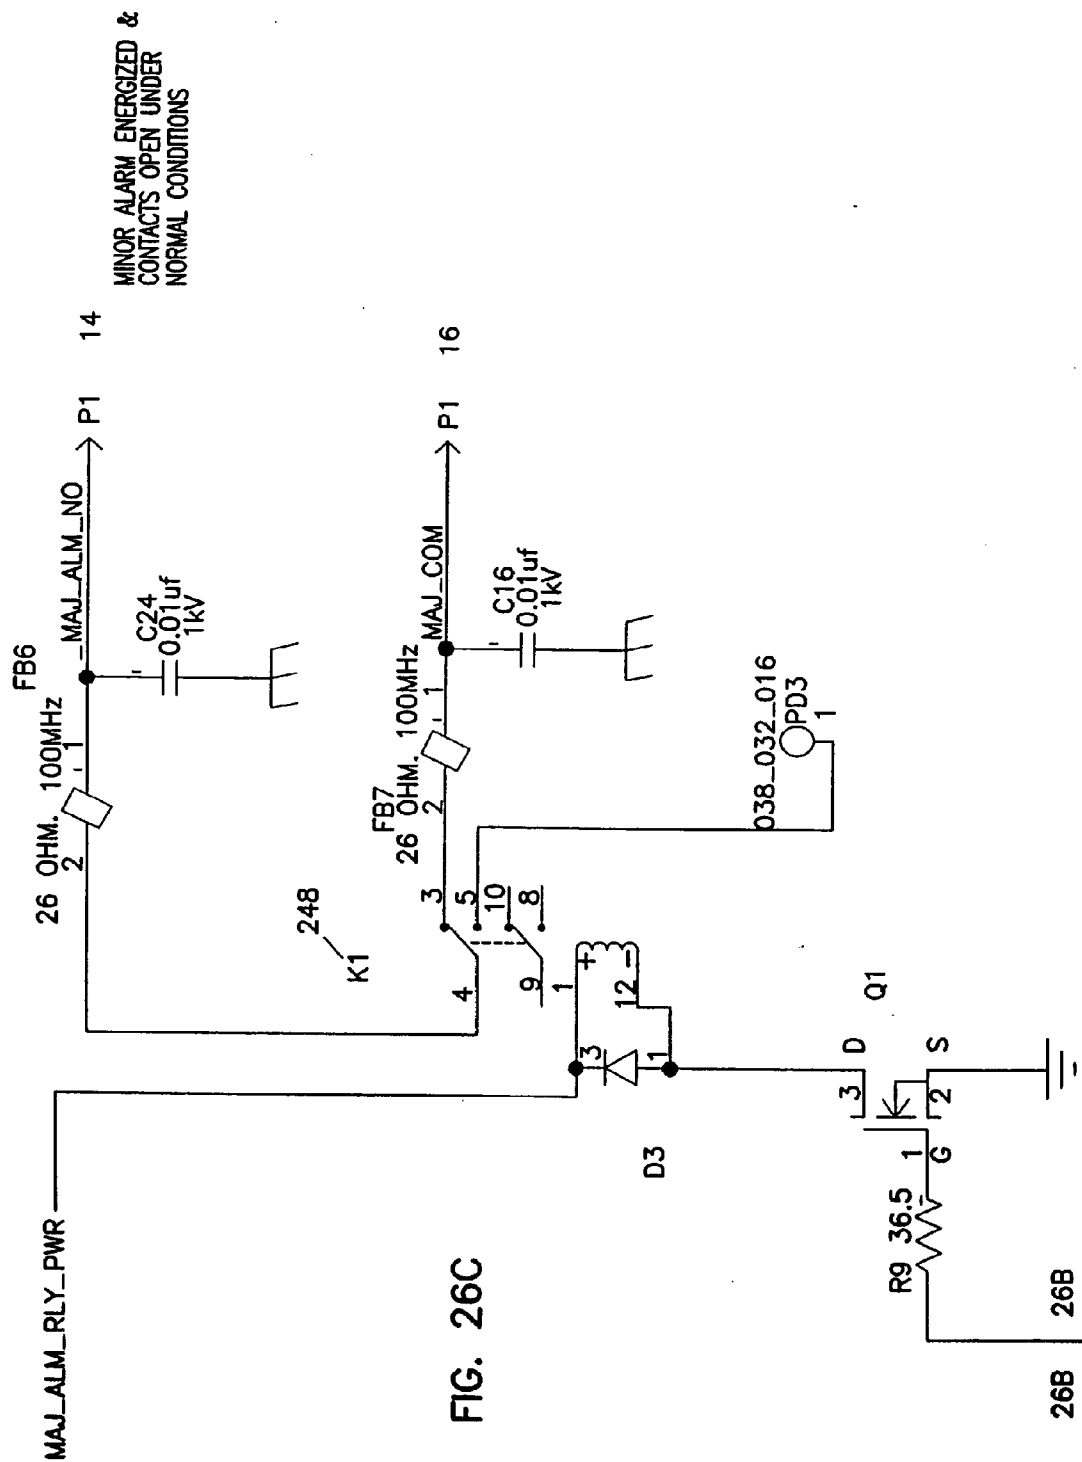 MINOR ALARM ENERGIZED &
CONTACTS OPEN UNDER
NORMAL CONDITIONS
MAJ_ALM_RLY_PWR
26 OHM. 100MHz
FB6
2
1
_MAJ_ALM_NO
P1
14
C24
0.01uf
1kV
248
K1
FB7
26 OHM. 100MHz
2
1
MAJ_COM
P1
16
C16
0.01uf
1kV
4
3
5
10
9
8
1
+
12
-
3
1
D3
038_032_016
PD3
1
Q1
3
D
1
G
2
S
R9 36.5
26B
26B
FIG. 26C